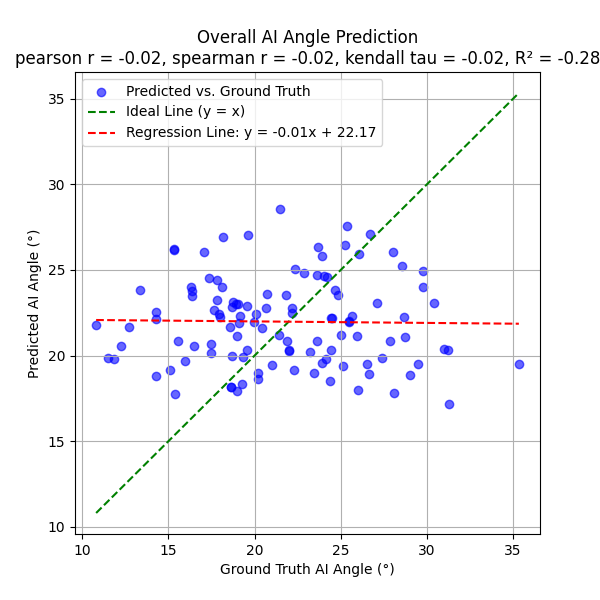 Overall AI Angle Prediction
pearson r = -0.02, spearman r = -0.02, kendall tau = -0.02, R² = -0.28
Predicted vs. Ground Truth
Ideal Line (y = x)
Regression Line: y = -0.01x + 22.17
35
30
25
20
15
10
Predicted AI Angle (°)
10 15 20 25 30 35
Ground Truth AI Angle (°)